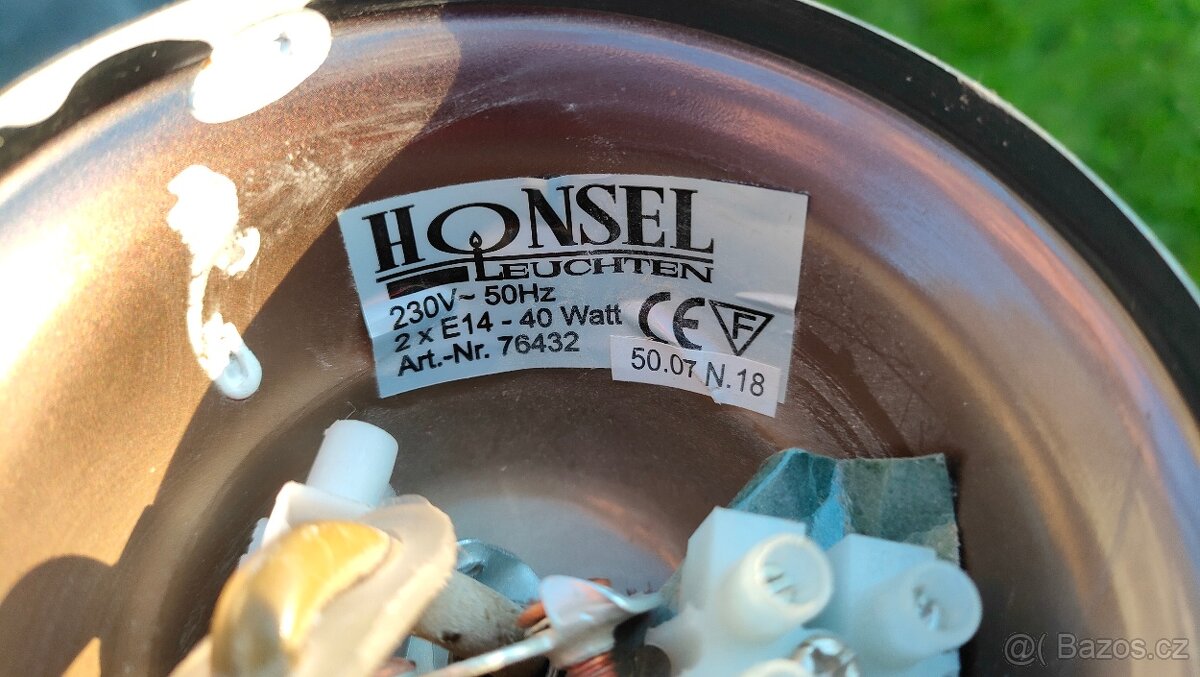 HONSEL
LEUCHTEN
230V~ 50Hz
2 x E14 - 40 Watt
Art.-Nr. 76432
CE F
50.07 N.18
@( Bazos.cz